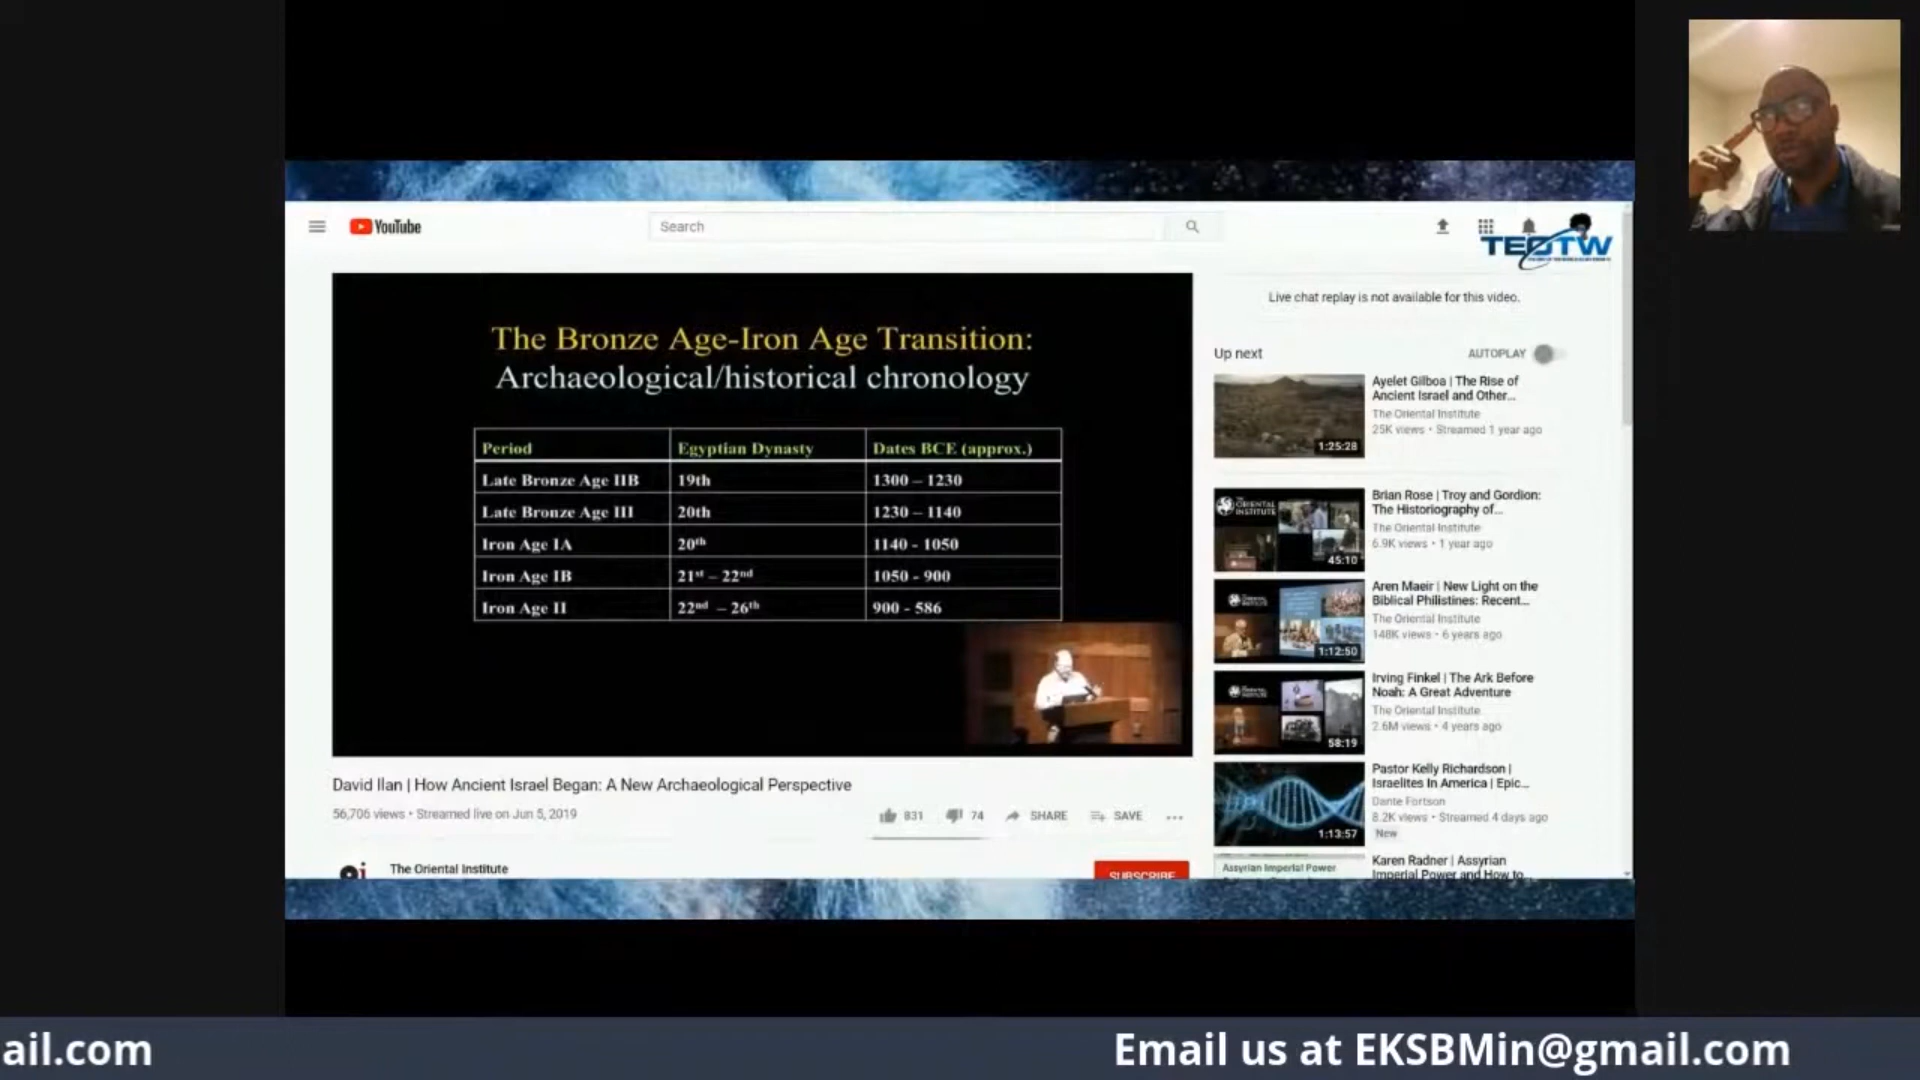 YouTube
Search
TEOTW
The Bronze Age-Iron Age Transition:
Archaeological/historical chronology
Period Egyptian Dynasty Dates BCE (approx.)
Late Bronze Age IIB 19th 1300 – 1230
Late Bronze Age III 20th 1230 – 1140
Iron Age IA 20th 1140 - 1050
Iron Age IB 21st – 22nd 1050 - 900
Iron Age II 22nd – 26th 900 - 586
David Ilan | How Ancient Israel Began: A New Archaeological Perspective
56,706 views • Streamed live on Jun 5, 2019
831 74 SHARE SAVE
The Oriental Institute
SUBSCRIBE
Live chat replay is not available for this video.
Up next AUTOPLAY
Ayelet Gilboa | The Rise of
Ancient Israel and Other...
The Oriental Institute
25K views • Streamed 1 year ago
1:25:28
Brian Rose | Troy and Gordion:
The Historiography of...
The Oriental Institute
6.9K views • 1 year ago
45:10
Aren Maeir | New Light on the
Biblical Philistines: Recent...
The Oriental Institute
148K views • 6 years ago
1:12:50
Irving Finkel | The Ark Before
Noah: A Great Adventure
The Oriental Institute
2.6M views • 4 years ago
58:19
Pastor Kelly Richardson |
Israelites In America | Epic...
Dante Fortson
8.2K views • Streamed 4 days ago
New
1:13:57
Karen Radner | Assyrian
Imperial Power and How to
Assyrian Imperial Power
ail.com
Email us at EKSBMin@gmail.com